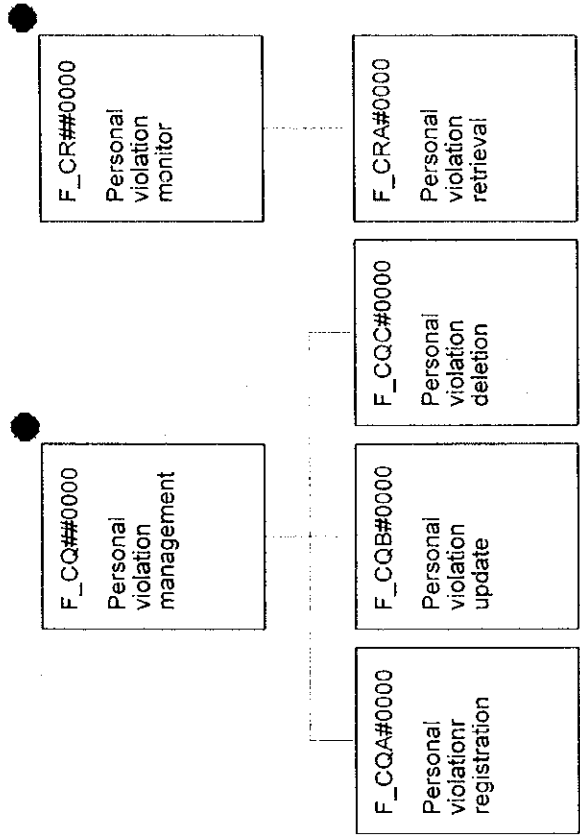 F_CQ##0000
Personal
violation
management
F_CR##0000
Personal
violation
monitor
F_CQA#0000
Personal
violationr
registration
F_CQB#0000
Personal
violation
update
F_CQC#0000
Personal
violation
deletion
F_CRA#0000
Personal
violation
retrieval